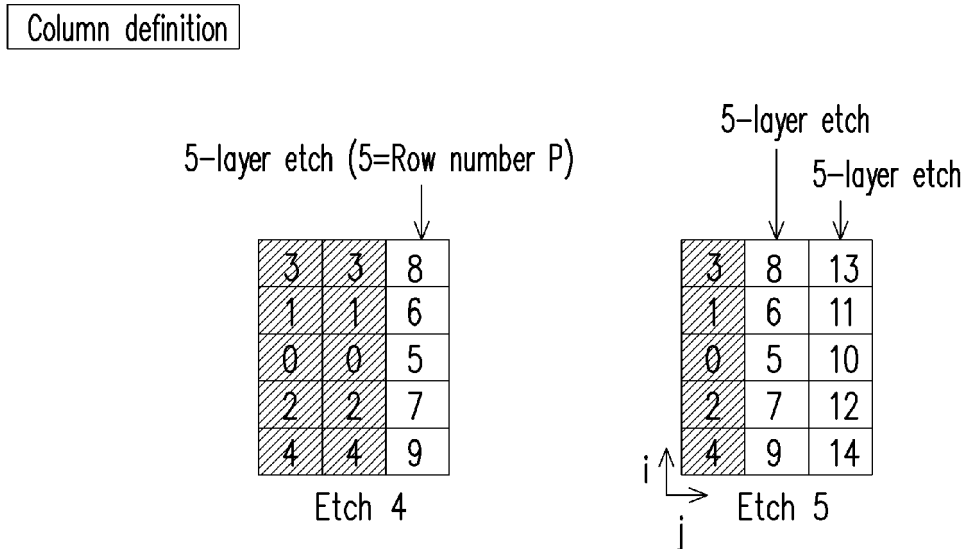 Column definition
5-layer etch (5=Row number P)
3 3 8
1 1 6
0 0 5
2 2 7
4 4 9
Etch 4
5-layer etch
5-layer etch
3 8 13
1 6 11
0 5 10
2 7 12
4 9 14
i
j
Etch 5